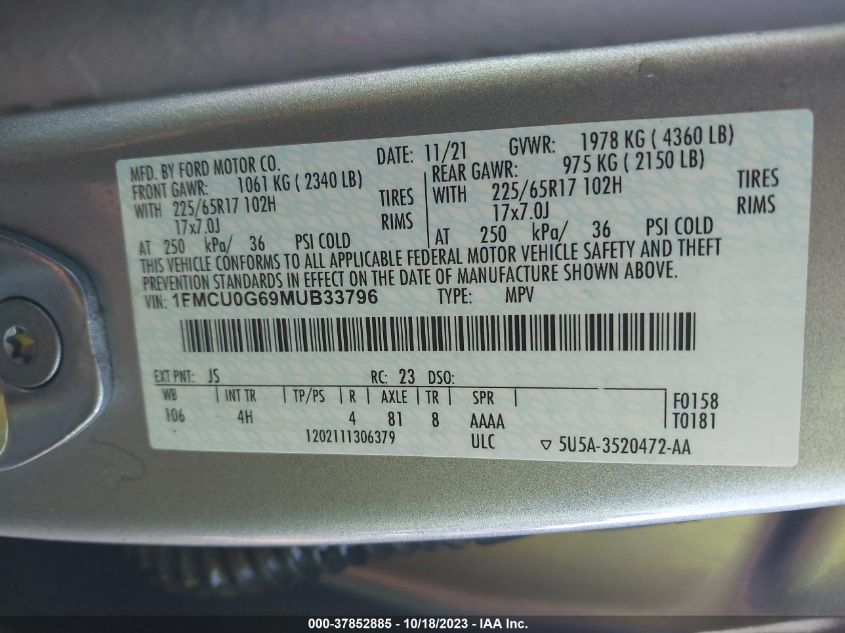 MFD. BY FORD MOTOR CO. DATE: 11/21 GVWR: 1978 KG ( 4360 LB)
FRONT GAWR: 1061 KG ( 2340 LB) REAR GAWR: 975 KG ( 2150 LB)
WITH 225/65R17 102H TIRES WITH 225/65R17 102H TIRES
17x7.0J RIMS 17x7.0J RIMS
AT 250 kPa/ 36 PSI COLD AT 250 kPa/ 36 PSI COLD
THIS VEHICLE CONFORMS TO ALL APPLICABLE FEDERAL MOTOR VEHICLE SAFETY AND THEFT
PREVENTION STANDARDS IN EFFECT ON THE DATE OF MANUFACTURE SHOWN ABOVE.
VIN: 1FMCU0G69MUB33796 TYPE: MPV
EXT PNT: JS RC: 23 DSO:
WB INT TR TP/PS R AXLE TR SPR F0158
106 4H 4 81 8 AAAA T0181
1202111306379 ULC ▽ 5U5A-3520472-AA
000-37852885 - 10/18/2023 - IAA Inc.